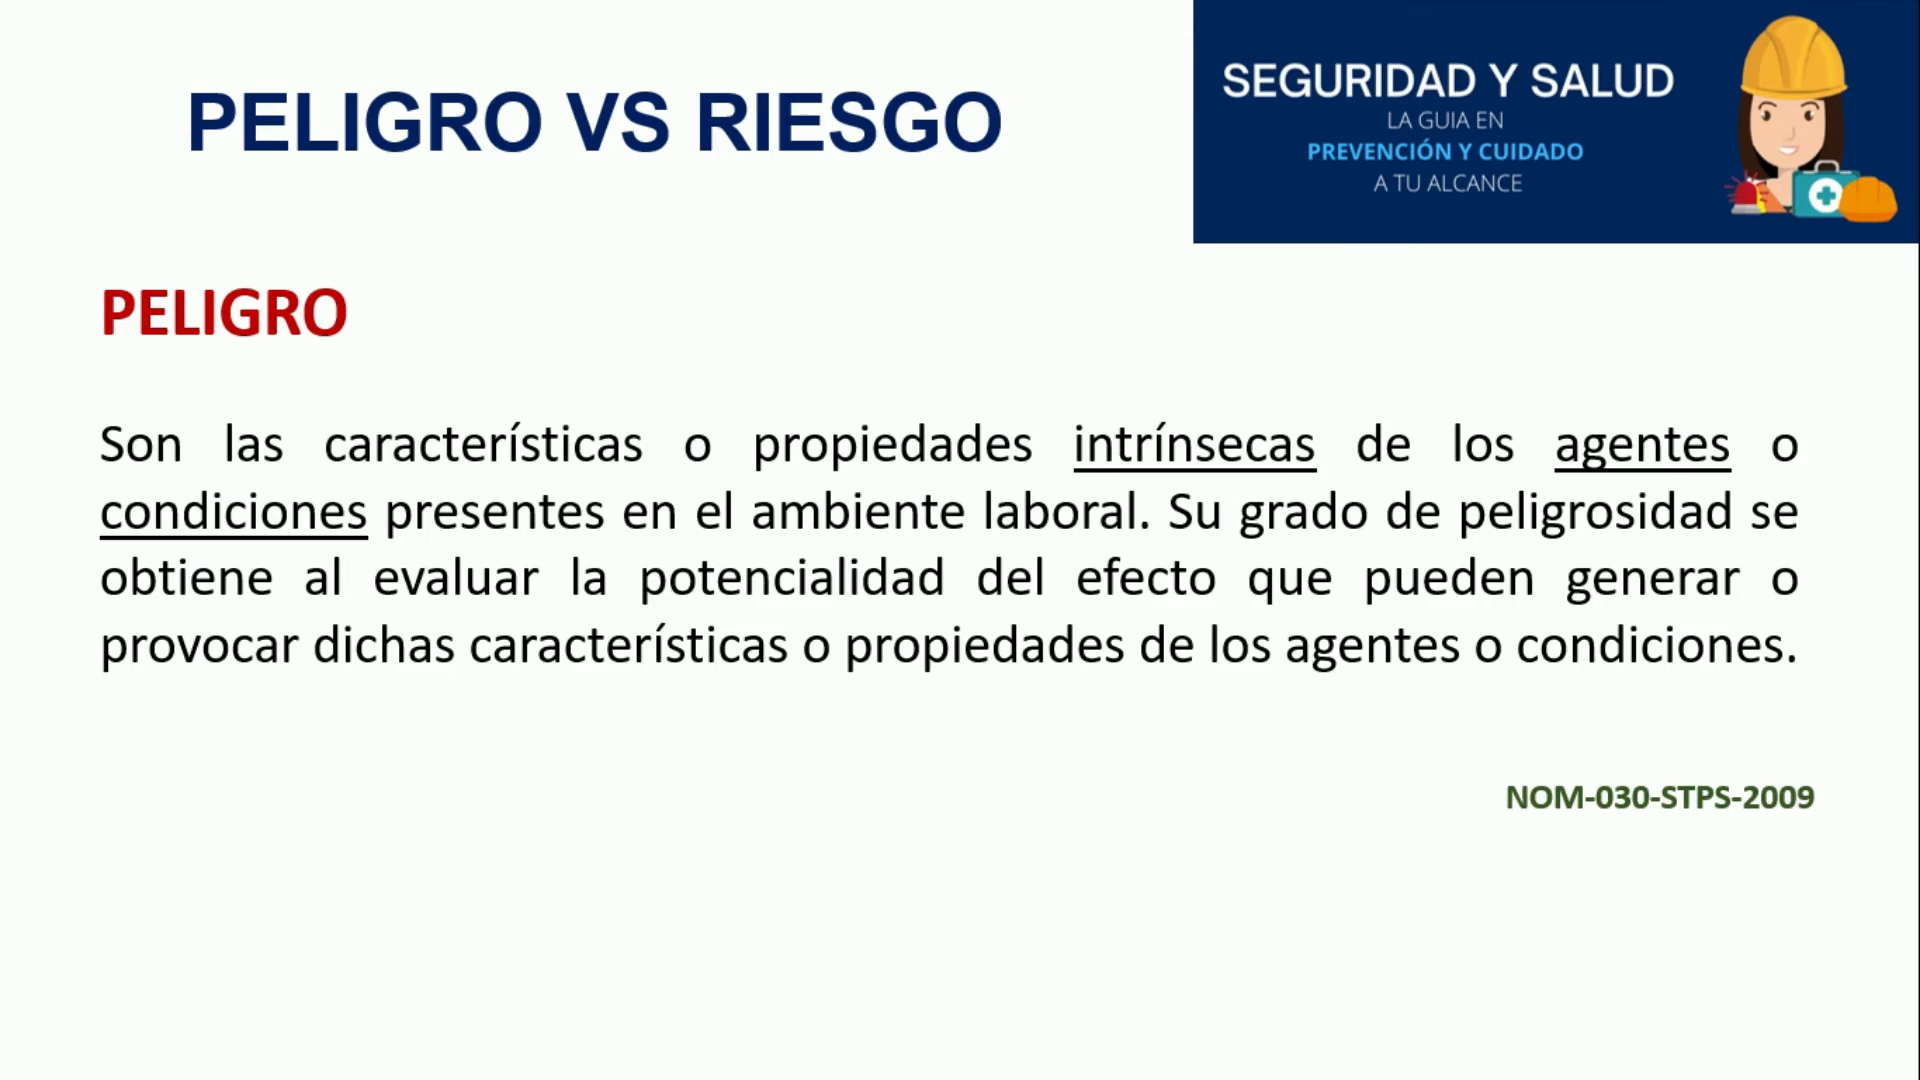 PELIGRO VS RIESGO
SEGURIDAD Y SALUD
LA GUIA EN
PREVENCIÓN Y CUIDADO
A TU ALCANCE
PELIGRO
Son las características o propiedades intrínsecas de los agentes o
condiciones presentes en el ambiente laboral. Su grado de peligrosidad se
obtiene al evaluar la potencialidad del efecto que pueden generar o
provocar dichas características o propiedades de los agentes o condiciones.
NOM-030-STPS-2009